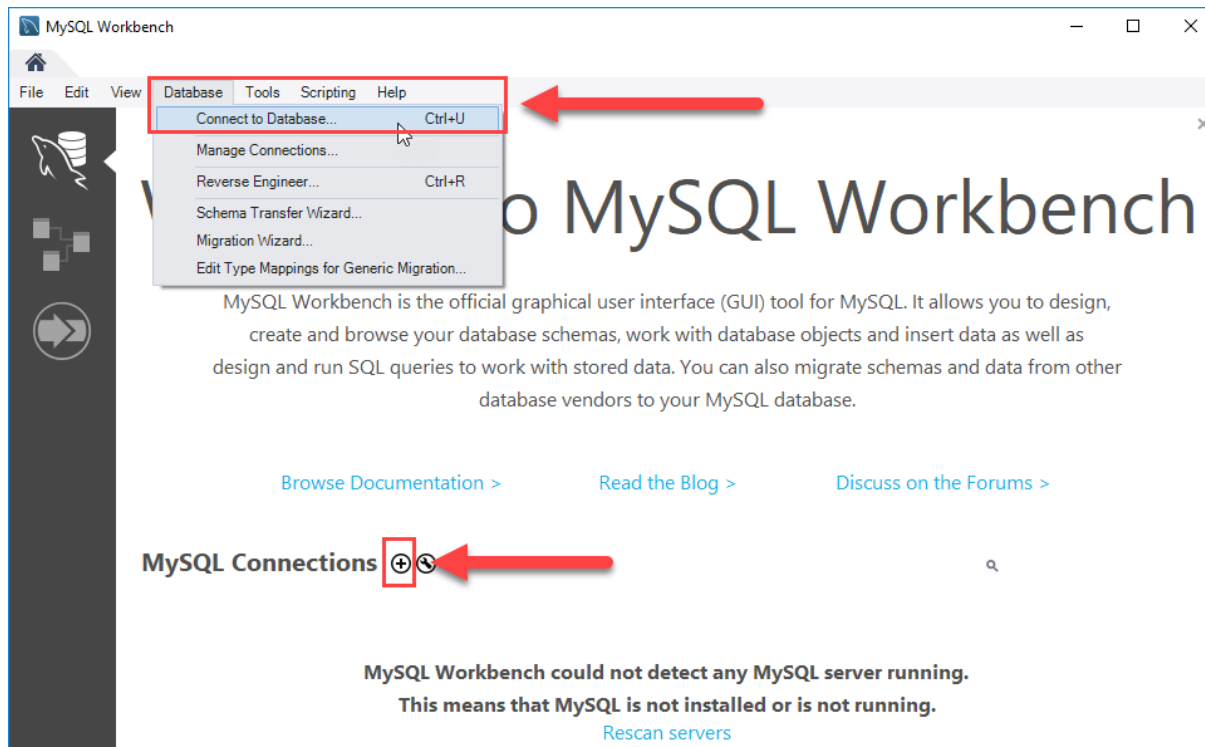 MySQL Workbench
File Edit View Database Tools Scripting Help
Connect to Database... Ctrl+U
Manage Connections...
Reverse Engineer... Ctrl+R
Schema Transfer Wizard...
Migration Wizard...
Edit Type Mappings for Generic Migration...
o MySQL Workbench
MySQL Workbench is the official graphical user interface (GUI) tool for MySQL. It allows you to design,
create and browse your database schemas, work with database objects and insert data as well as
design and run SQL queries to work with stored data. You can also migrate schemas and data from other
database vendors to your MySQL database.
Browse Documentation > Read the Blog > Discuss on the Forums >
MySQL Connections
MySQL Workbench could not detect any MySQL server running.
This means that MySQL is not installed or is not running.
Rescan servers